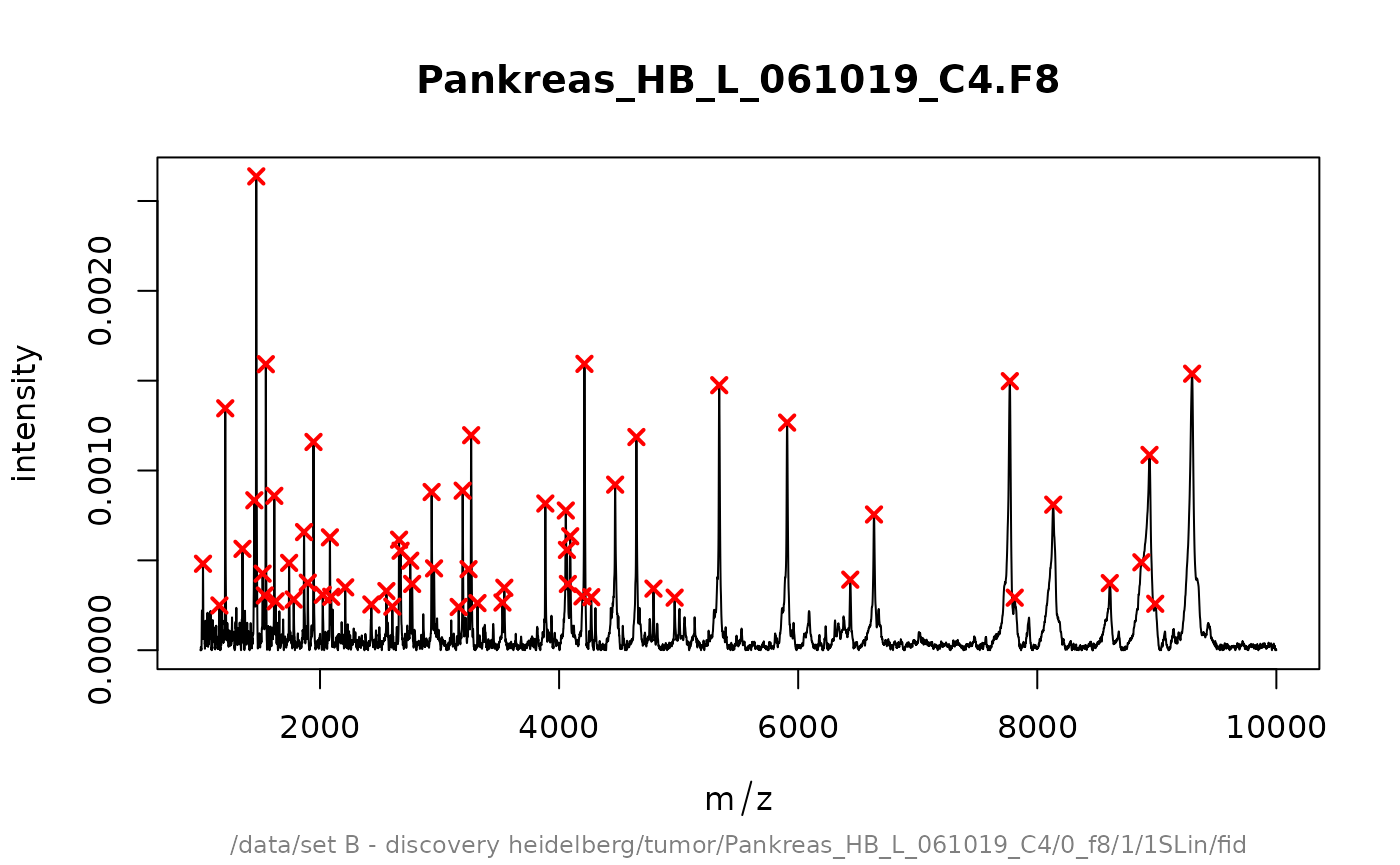 Pankreas_HB_L_061019_C4.F8
intensity
0.0020
0.0010
0.0000
2000 4000 6000 8000 10000
m/z
/data/set B - discovery heidelberg/tumor/Pankreas_HB_L_061019_C4/0_f8/1/1SLin/fid